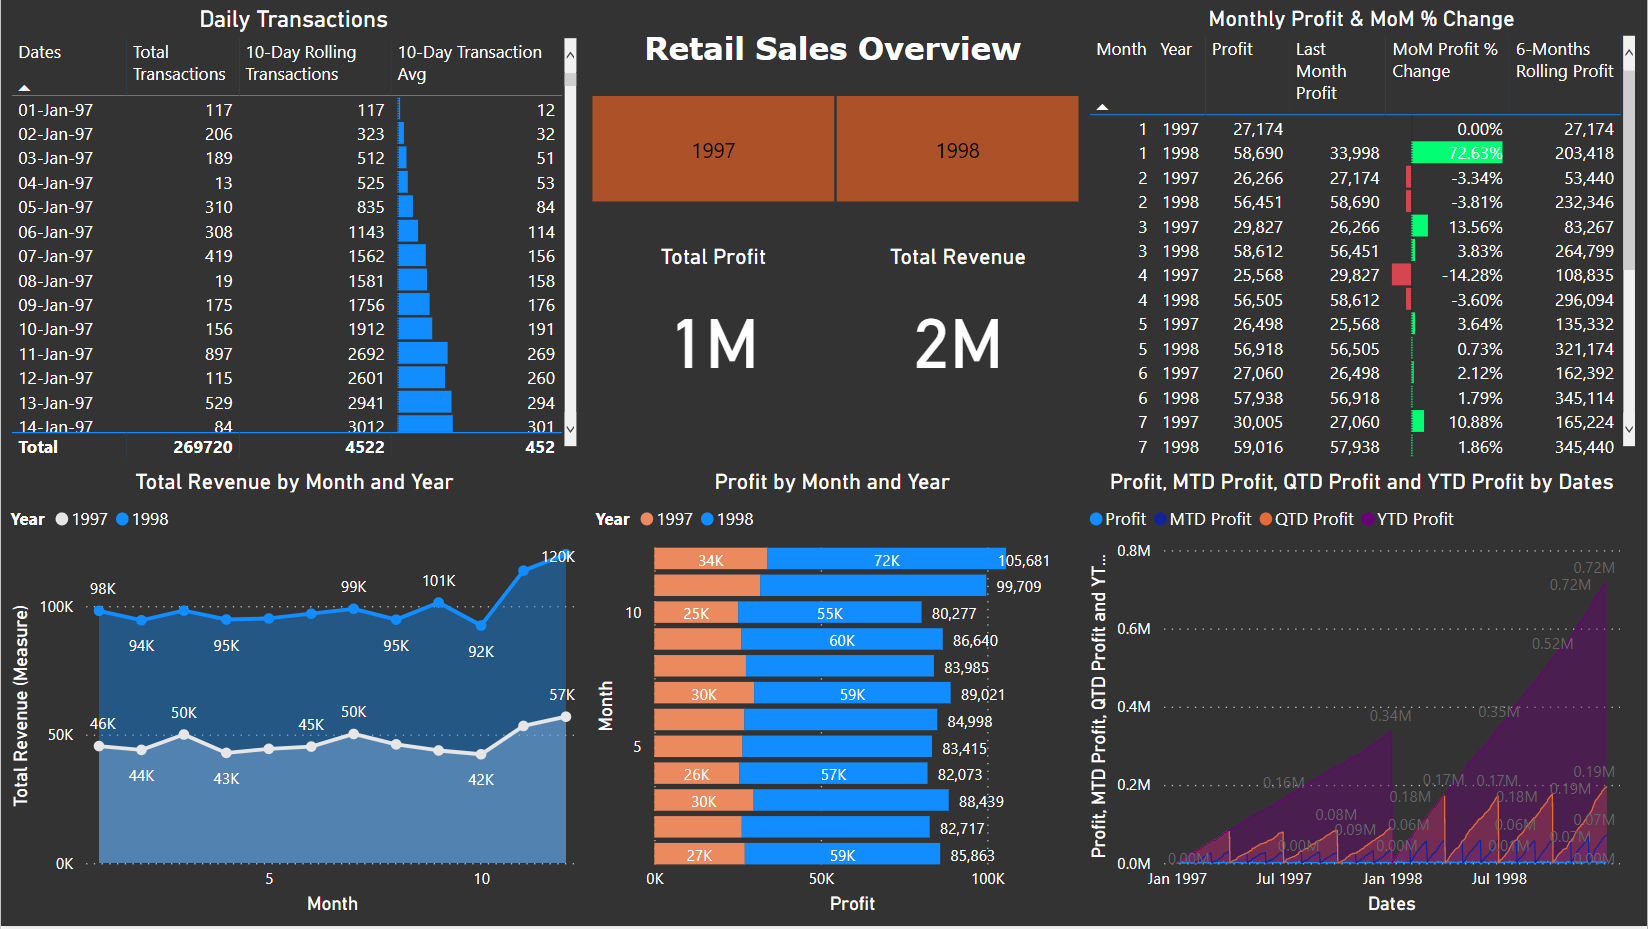 Daily Transactions
Dates Total Transactions 10-Day Rolling Transactions 10-Day Transaction Avg
01-Jan-97 117 117 12
02-Jan-97 206 323 32
03-Jan-97 189 512 51
04-Jan-97 13 525 53
05-Jan-97 310 835 84
06-Jan-97 308 1143 114
07-Jan-97 419 1562 156
08-Jan-97 19 1581 158
09-Jan-97 175 1756 176
10-Jan-97 156 1912 191
11-Jan-97 897 2692 269
12-Jan-97 115 2601 260
13-Jan-97 529 2941 294
14-Jan-97 84 3012 301
Total 269720 4522 452
Retail Sales Overview
1997 1998
Total Profit Total Revenue
1M 2M
Monthly Profit & MoM % Change
Month Year Profit Last Month Profit MoM Profit % Change 6-Months Rolling Profit
1 1997 27,174 0.00% 27,174
1 1998 58,690 33,998 72.63% 203,418
2 1997 26,266 27,174 -3.34% 53,440
2 1998 56,451 58,690 -3.81% 232,346
3 1997 29,827 26,266 13.56% 83,267
3 1998 58,612 56,451 3.83% 264,799
4 1997 25,568 29,827 -14.28% 108,835
4 1998 56,505 58,612 -3.60% 296,094
5 1997 26,498 25,568 3.64% 135,332
5 1998 56,918 56,505 0.73% 321,174
6 1997 27,060 26,498 2.12% 162,392
6 1998 57,938 56,918 1.79% 345,114
7 1997 30,005 27,060 10.88% 165,224
7 1998 59,016 57,938 1.86% 345,440
Total Revenue by Month and Year
Year 1997 1998
Total Revenue (Measure)
100K
50K
0K
98K 94K 95K 99K 95K 101K 92K 120K
46K 44K 50K 43K 45K 50K 42K 57K
5 10
Month
Profit by Month and Year
Year 1997 1998
Month
34K 72K 105,681
99,709
10 25K 55K 80,277
60K 86,640
83,985
30K 59K 89,021
84,998
5 83,415
26K 57K 82,073
30K 88,439
82,717
27K 59K 85,863
0K 50K 100K
Profit
Profit, MTD Profit, QTD Profit and YTD Profit by Dates
Profit MTD Profit QTD Profit YTD Profit
Profit, MTD Profit, QTD Profit and YT...
0.8M
0.6M
0.4M
0.2M
0.0M
0.72M
0.72M
0.52M
0.34M 0.35M
0.16M 0.17M 0.17M 0.19M
0.18M 0.18M 0.19M
0.08M 0.06M 0.06M 0.07M
0.09M 0.07M
0.00M 0.00M 0.00M 0.00M 0.00M
Jan 1997 Jul 1997 Jan 1998 Jul 1998
Dates